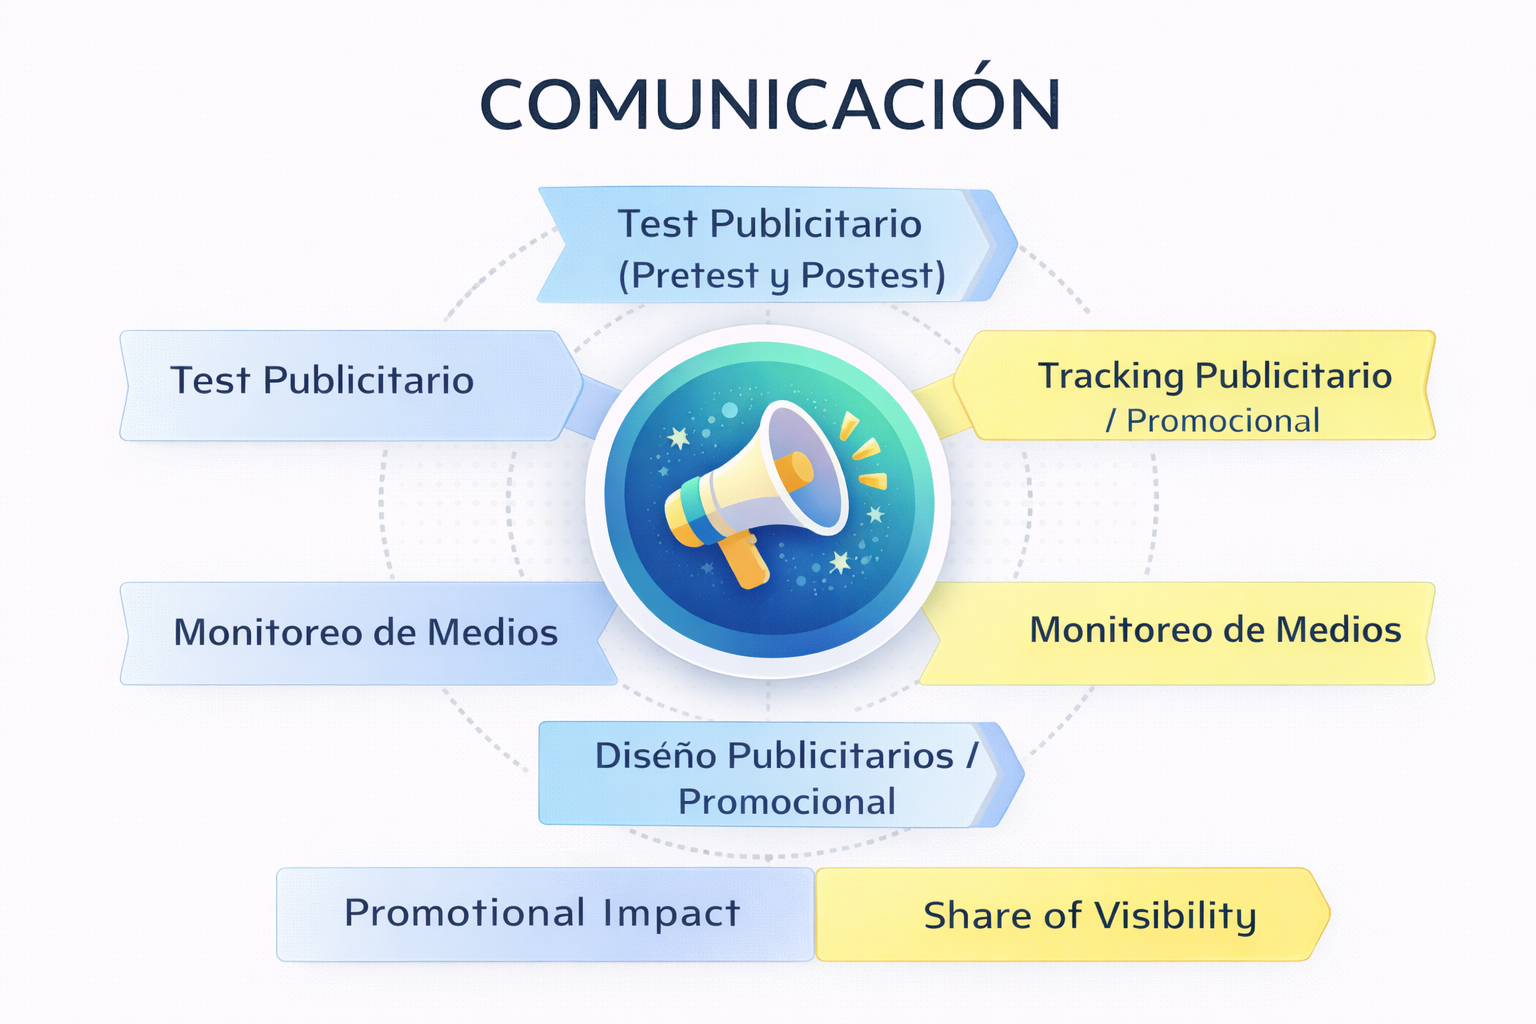 COMUNICACIÓN
Test Publicitario
(Pretest y Postest)
Test Publicitario
Tracking Publicitario
/ Promocional
Monitoreo de Medios
Monitoreo de Medios
Diséño Publicitarios /
Promocional
Promotional Impact
Share of Visibility